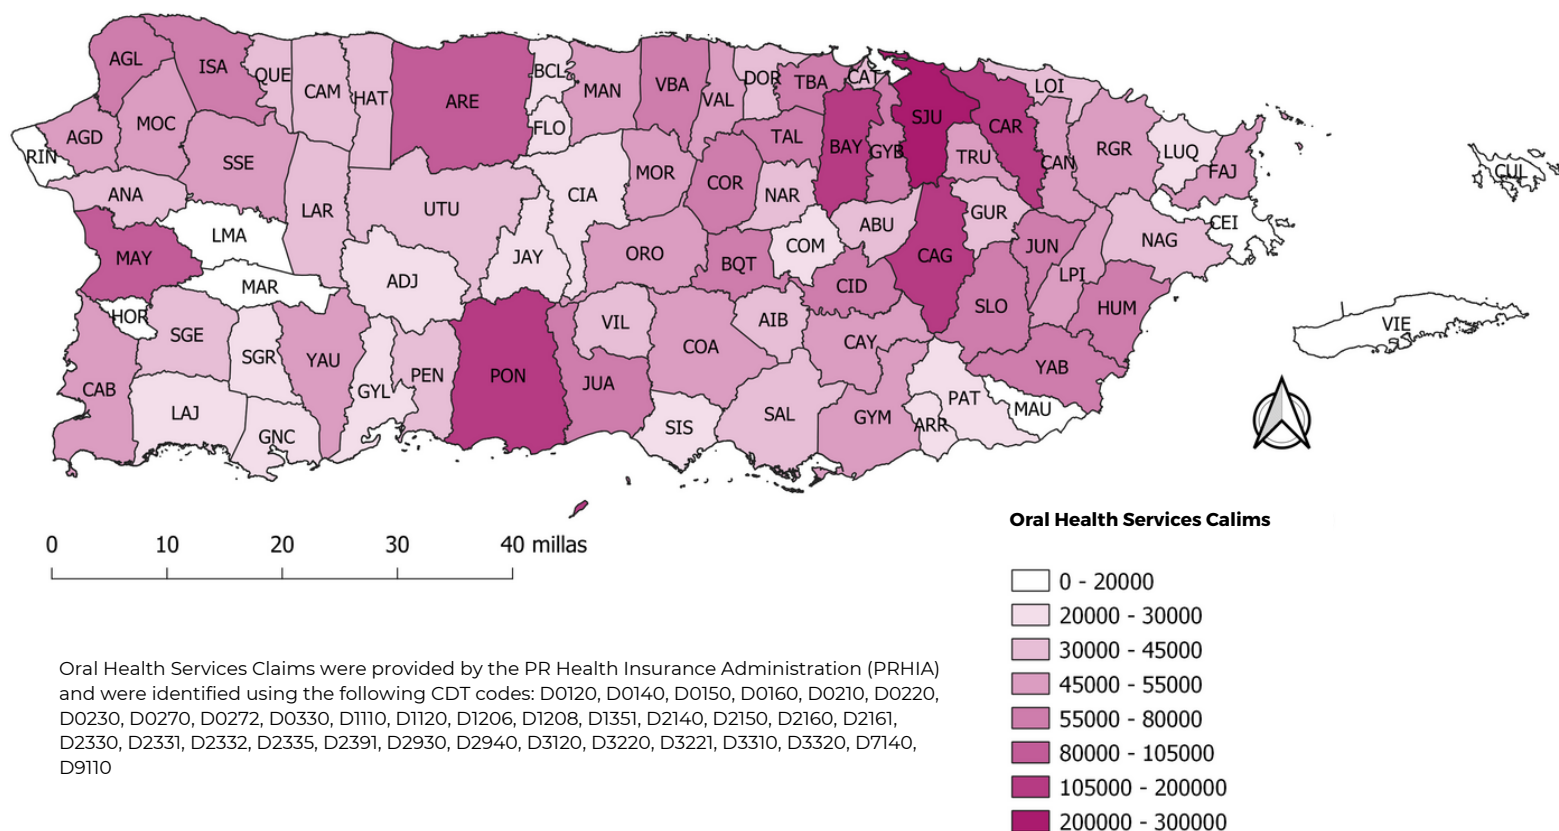 AGL
ISA
QUE
CAM
HAT
ARE
BCL
MAN
VBA
VAL
DOR
TBA
CAT
SJU
CAR
LOI
RIN
AGD
MOC
SSE
FLO
MOR
COR
TAL
NAR
BAY
GYB
TRU
CAN
RGR
LUQ
FAJ
CUL
ANA
LAR
UTU
CIA
ABU
GUR
CEI
MAY
LMA
MAR
ADJ
JAY
ORO
BQT
COM
CID
CAG
JUN
LPI
NAG
HUM
HOR
SGE
SGR
YAU
GYL
PEN
PON
VIL
JUA
COA
AIB
CAY
SLO
YAB
VIE
CAB
LAJ
GNC
SIS
SAL
GYM
ARR
PAT
MAU
0 10 20 30 40 millas
Oral Health Services Calims
0 - 20000
20000 - 30000
30000 - 45000
45000 - 55000
55000 - 80000
80000 - 105000
105000 - 200000
200000 - 300000
Oral Health Services Claims were provided by the PR Health Insurance Administration (PRHIA)
and were identified using the following CDT codes: D0120, D0140, D0150, D0160, D0210, D0220,
D0230, D0270, D0272, D0330, D1110, D1120, D1206, D1208, D1351, D2140, D2150, D2160, D2161,
D2330, D2331, D2332, D2335, D2391, D2930, D2940, D3120, D3220, D3221, D3310, D3320, D7140,
D9110